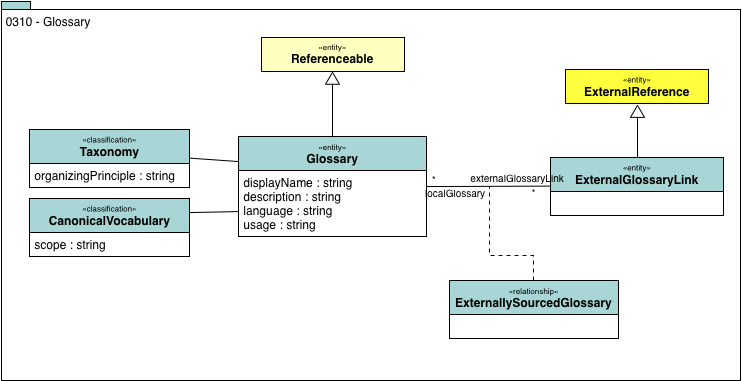 0310 - Glossary
«entity»
Referenceable
«entity»
ExternalReference
«classification»
Taxonomy
organizingPrinciple : string
«classification»
CanonicalVocabulary
scope : string
«entity»
Glossary
displayName : string
description : string
language : string
usage : string
*
localGlossary
externalGlossaryLink
*
«entity»
ExternalGlossaryLink
«relationship»
ExternallySourcedGlossary